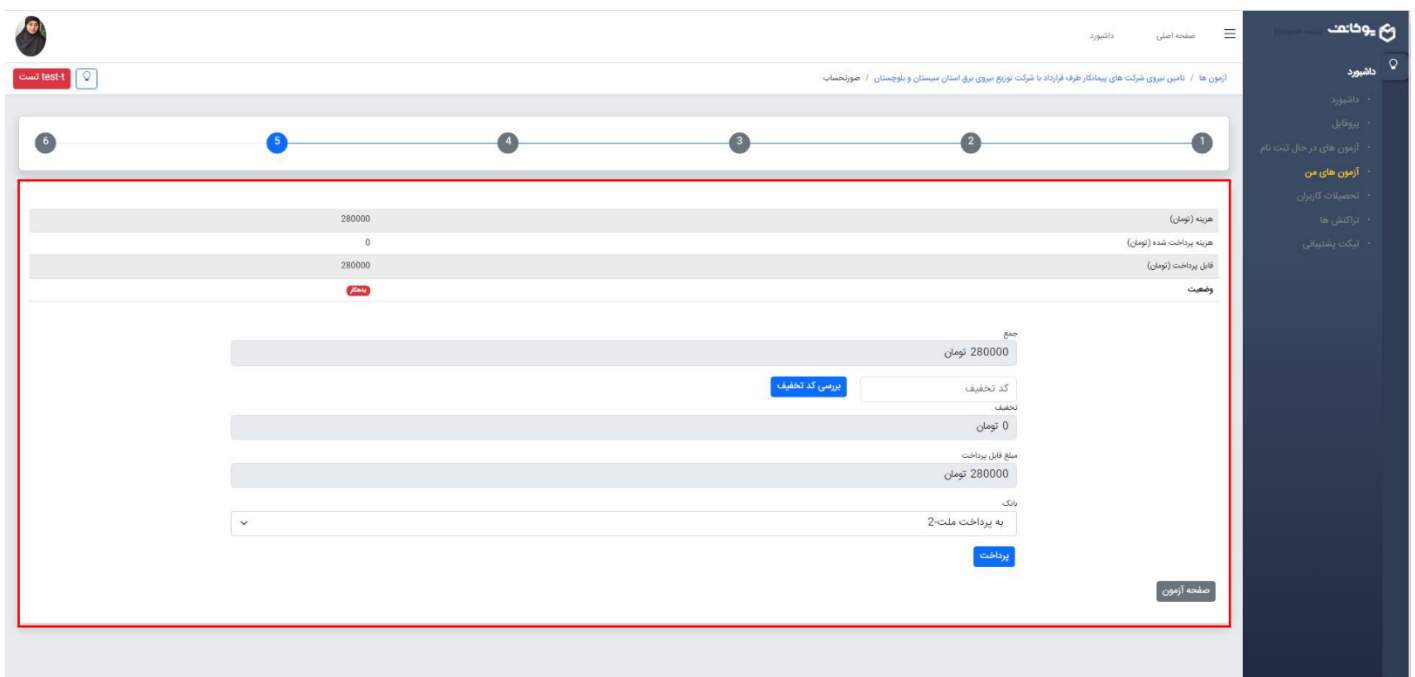 یوکانت
صفحه اصلی
داشبورد
داشبورد
داشبورد
پروفایل
آزمون های در حال ثبت نام
آزمون های من
تحصیلات کاربران
تراکنش ها
تیکت پشتیبانی
آزمون ها / تامین نیروی شرکت های پیمانکار طرف قرارداد با شرکت توزیع نیروی برق استان سیستان و بلوچستان / صورتحساب
test-t تست
1 2 3 4 5 6
هزینه (تومان) 280000
هزینه پرداخت شده (تومان) 0
قابل پرداخت (تومان) 280000
وضعیت بدهکار
جمع
280000 تومان
کد تخفیف بررسی کد تخفیف
تخفیف
0 تومان
مبلغ قابل پرداخت
280000 تومان
بانک
به پرداخت ملت-2
پرداخت
صفحه آزمون